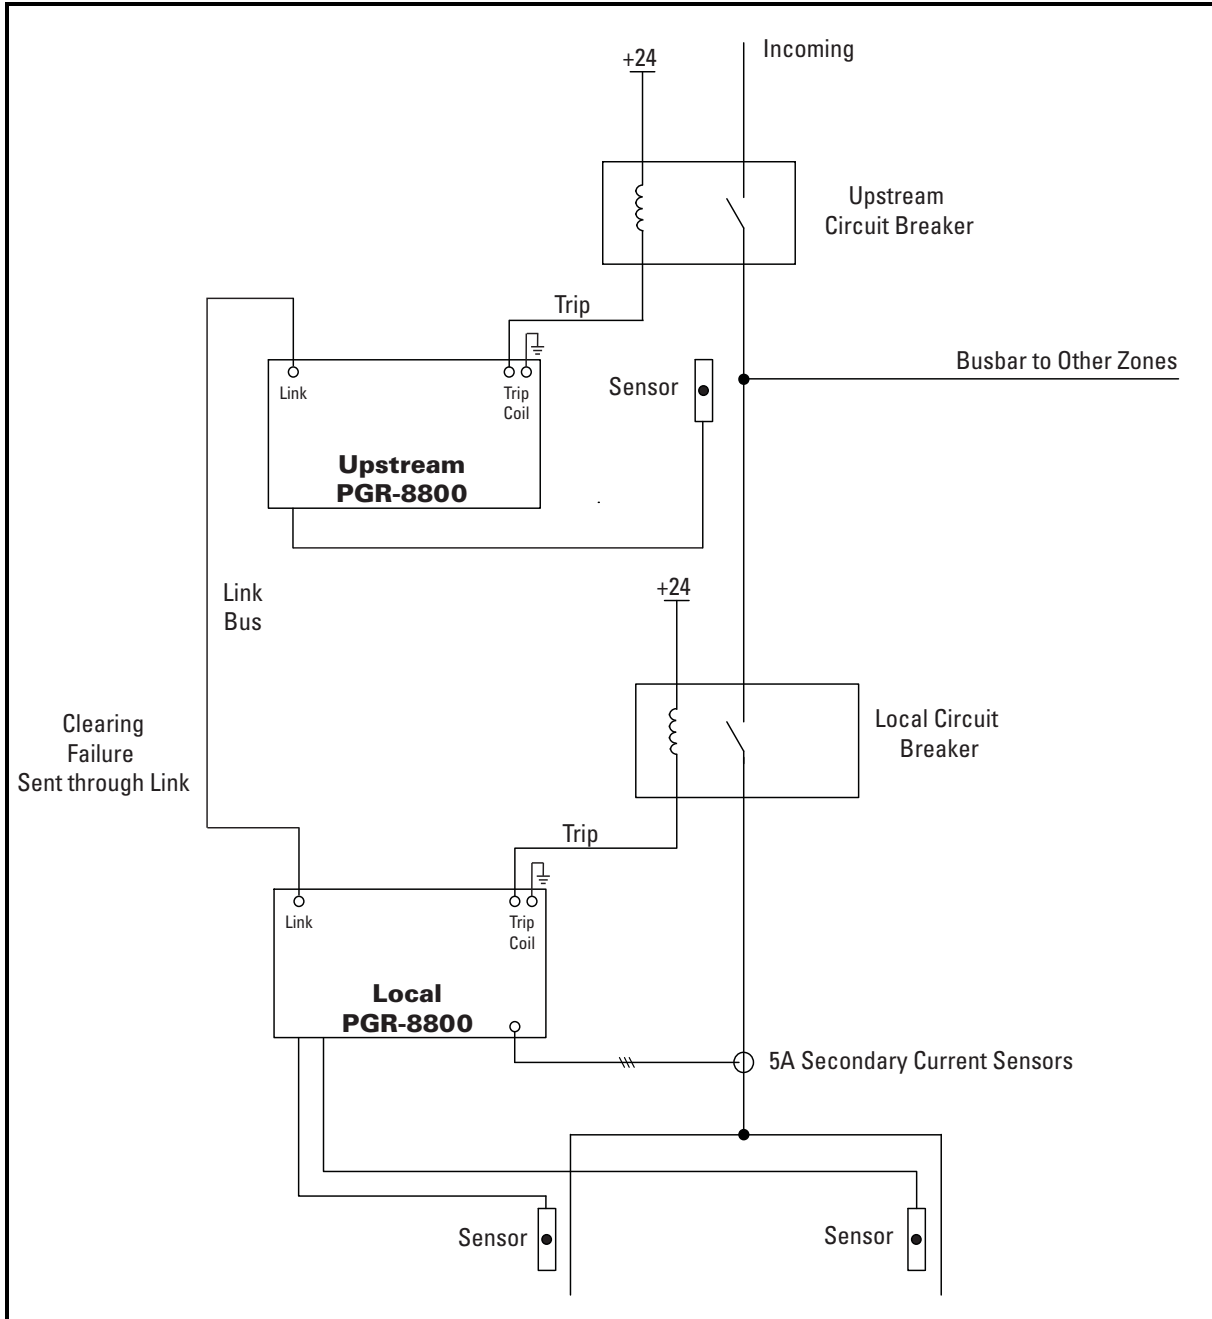 +24
Incoming
Upstream
Circuit Breaker
Trip
Busbar to Other Zones
Sensor
Link
Trip
Coil
Upstream
PGR-8800
+24
Link
Bus
Local Circuit
Breaker
Clearing
Failure
Sent through Link
Trip
Link
Trip
Coil
Local
PGR-8800
5A Secondary Current Sensors
Sensor
Sensor